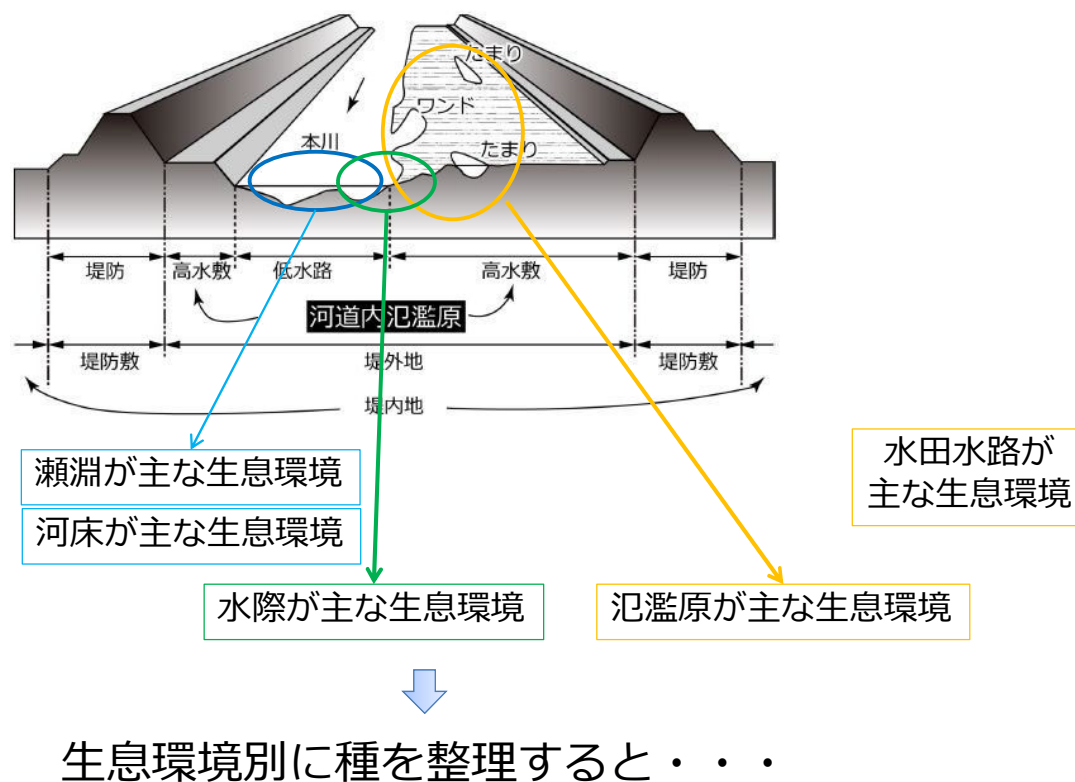 たまり
ワンド
本川
たまり
堤防
高水敷
低水路
高水敷
堤防
河道内氾濫原
堤防敷
堤外地
堤防敷
堤内地
瀬淵が主な生息環境
河床が主な生息環境
水際が主な生息環境
氾濫原が主な生息環境
水田水路が
主な生息環境
生息環境別に種を整理すると・・・